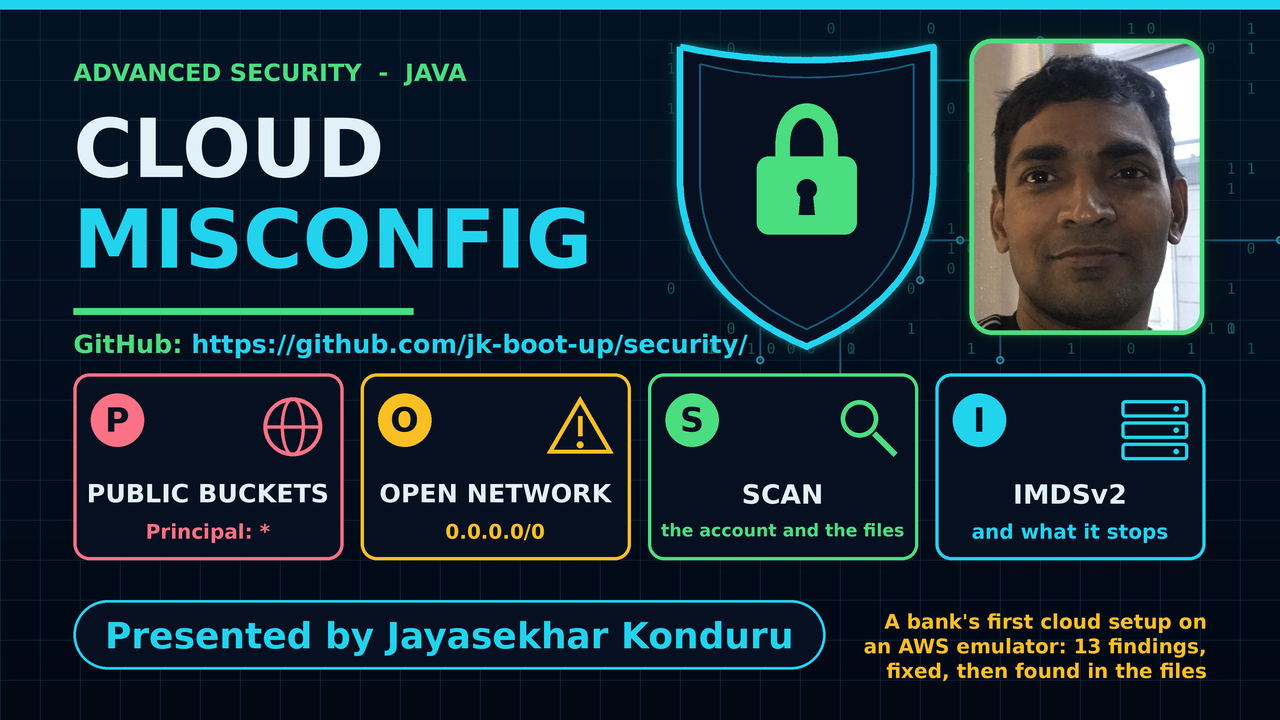 ADVANCED SECURITY - JAVA
CLOUD
MISCONFIG
GitHub: https://github.com/jk-boot-up/security/
P
PUBLIC BUCKETS
Principal: *
O
OPEN NETWORK
0.0.0.0/0
S
SCAN
the account and the files
I
IMDSv2
and what it stops
Presented by Jayasekhar Konduru
A bank's first cloud setup on
an AWS emulator: 13 findings,
fixed, then found in the files